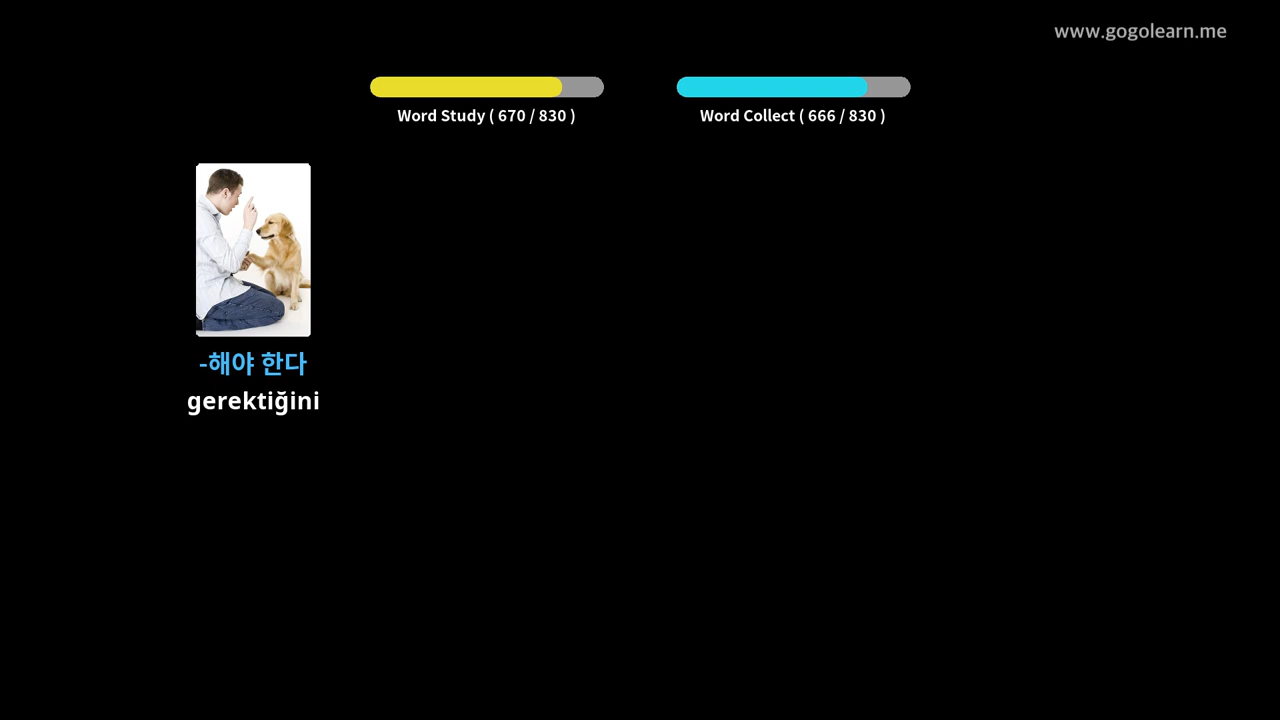 www.gogolearn.me
Word Study ( 670 / 830 )
Word Collect ( 666 / 830 )
-해야 한다
gerektiğini